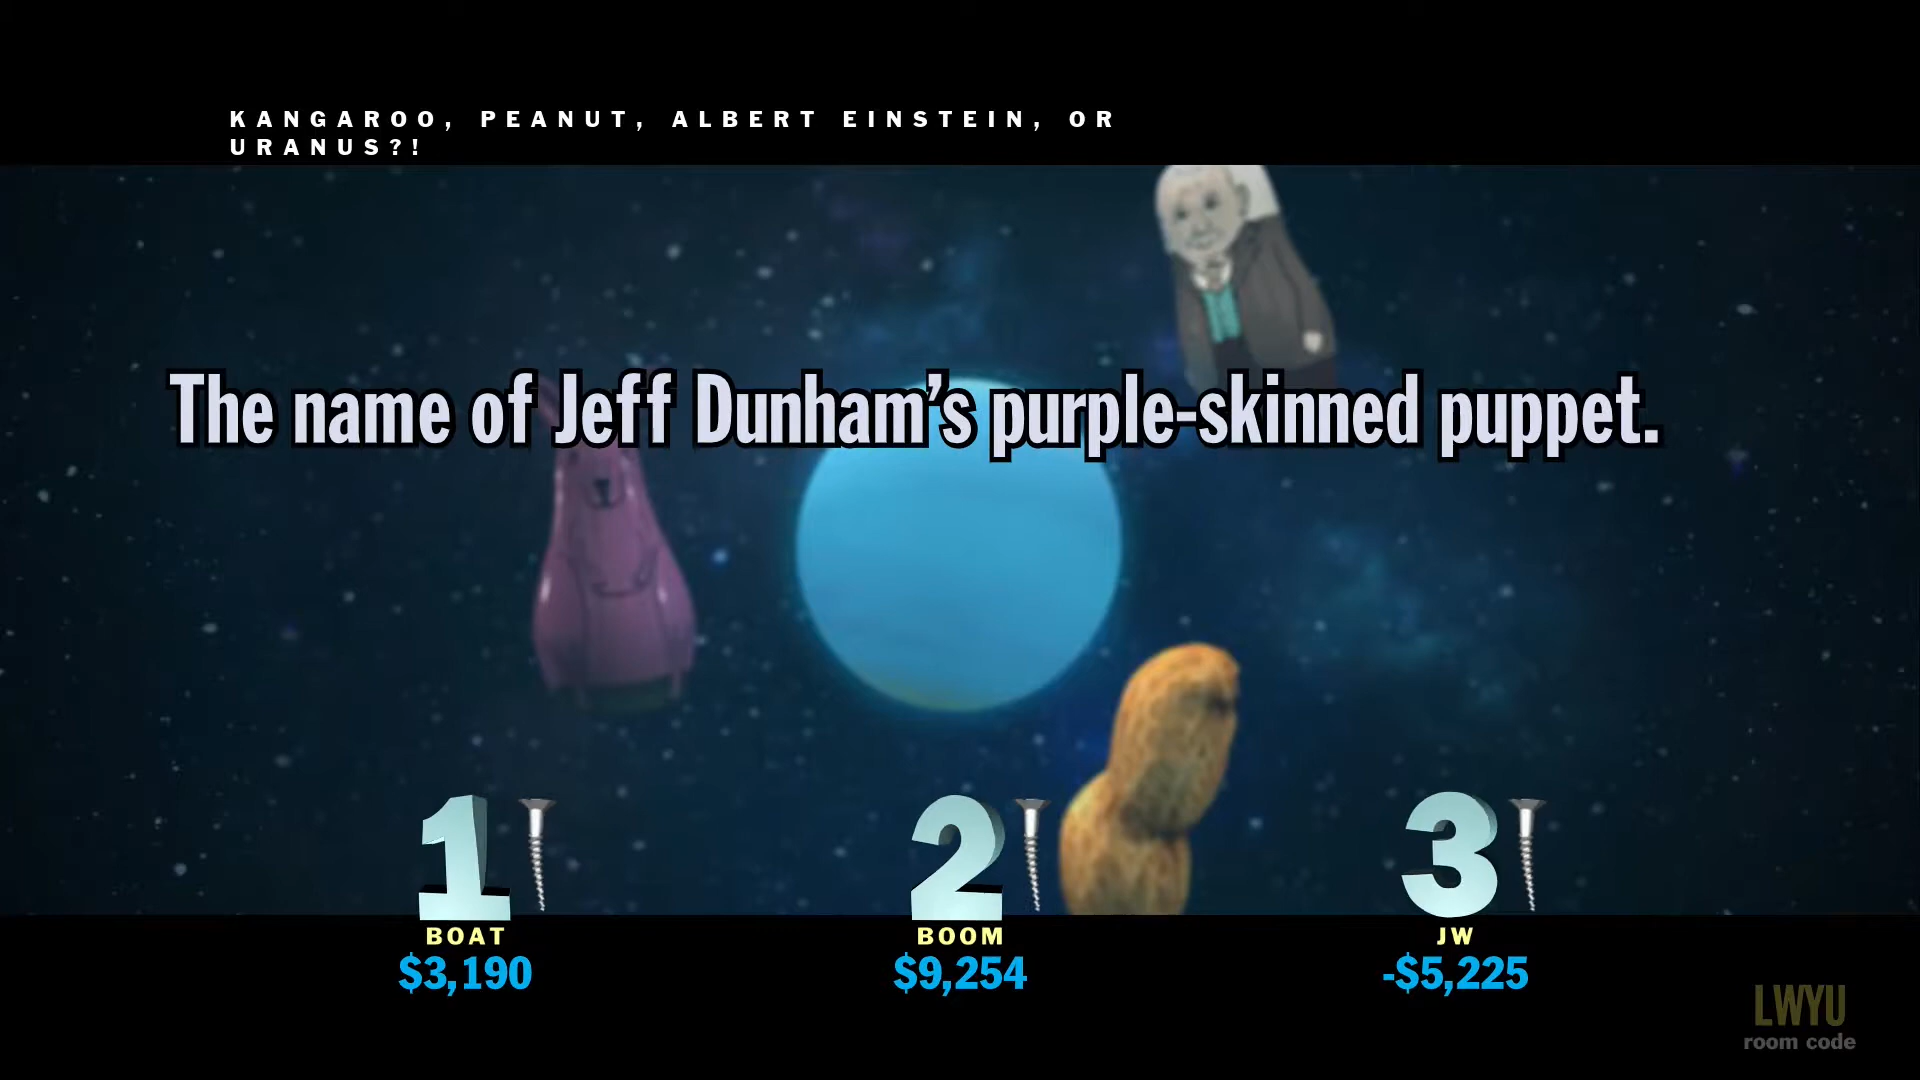 KANGAROO, PEANUT, ALBERT EINSTEIN, OR
URANUS?!
The name of Jeff Dunham’s purple-skinned puppet.
1 2 3
BOAT BOOM JW
$3,190 $9,254 -$5,225
LWYU
room code